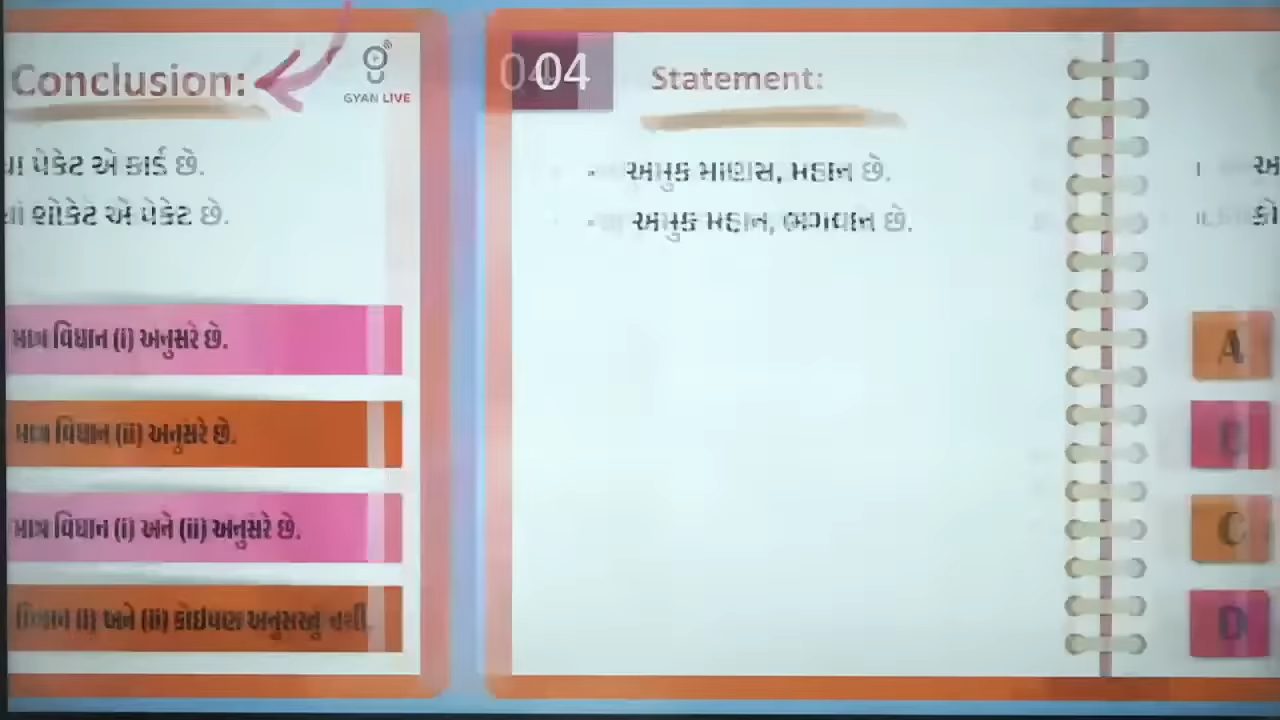 Conclusion:
GYAN LIVE
પેકેટ એ કાર્ડ છે.
શોકેટ એ પેકેટ છે.
માત્ર વિધાન (i) અનુસરે છે.
માત્ર વિધાન (ii) અનુસરે છે.
માત્ર વિધાન (i) અને (ii) અનુસરે છે.
વિધાન (i) અને (ii) કોઇપણ અનુસરતુ નથી.
04
Statement:
- અમુક માણસ, મહાન છે.
- અમુક મહાન, ભગવાન છે.
A
C
D